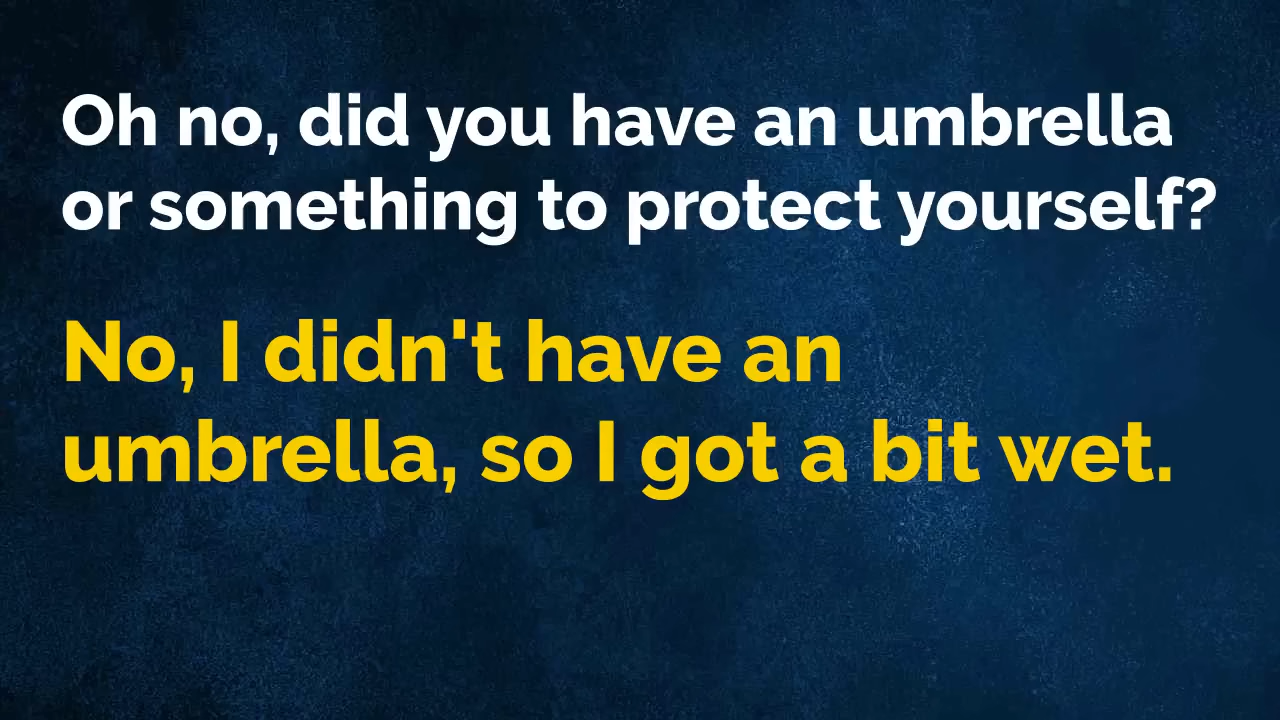 Oh no, did you have an umbrella
or something to protect yourself?
No, I didn't have an
umbrella, so I got a bit wet.